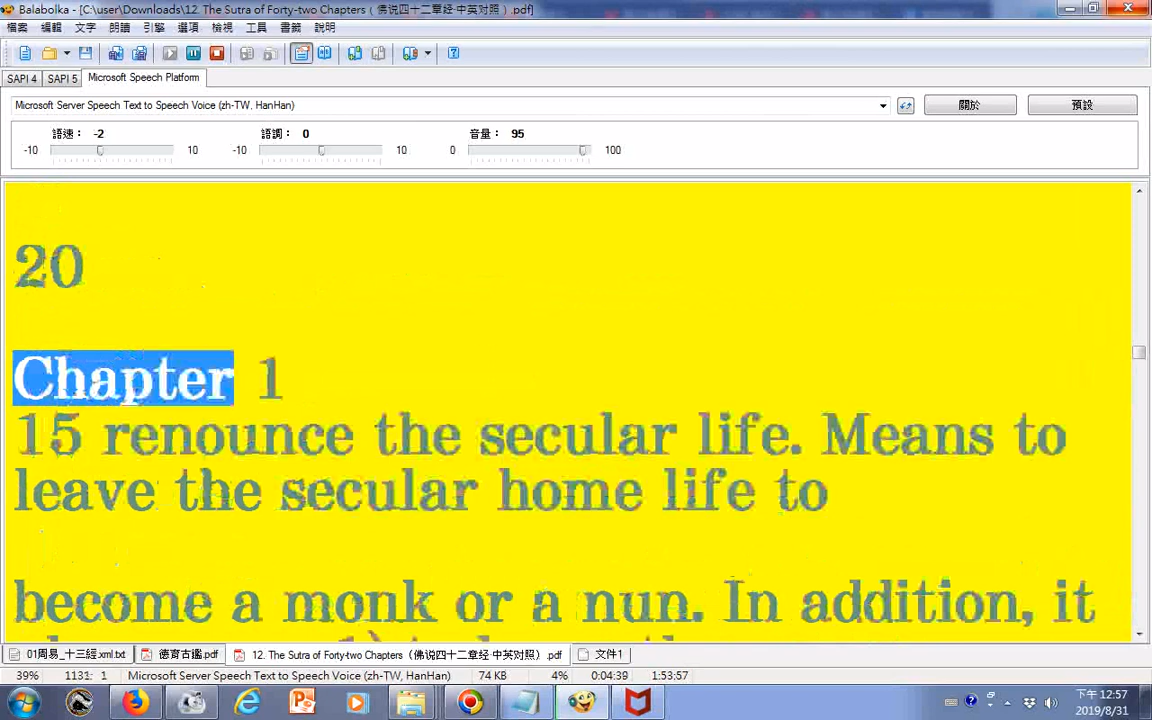 Balabolka - [C:\user\Downloads\12. The Sutra of Forty-two Chapters（佛说四十二章经·中英对照）.pdf]
檔案 編輯 文字 朗讀 引擎 選項 檢視 工具 書籤 說明
SAPI 4 SAPI 5 Microsoft Speech Platform
Microsoft Server Speech Text to Speech Voice (zh-TW, HanHan) 關於 預設
語速： -2 語調： 0 音量： 95
-10 10 -10 10 0 100
20
Chapter 1
15 renounce the secular life. Means to
leave the secular home life to
become a monk or a nun. In addition, it
01周易_十三經.xml.txt 德育古鑑.pdf 12. The Sutra of Forty-two Chapters（佛说四十二章经·中英对照）.pdf 文件1
39% 1131: 1 Microsoft Server Speech Text to Speech Voice (zh-TW, HanHan) 74 KB 4% 0:04:39 1:53:57
下午 12:57
2019/8/31